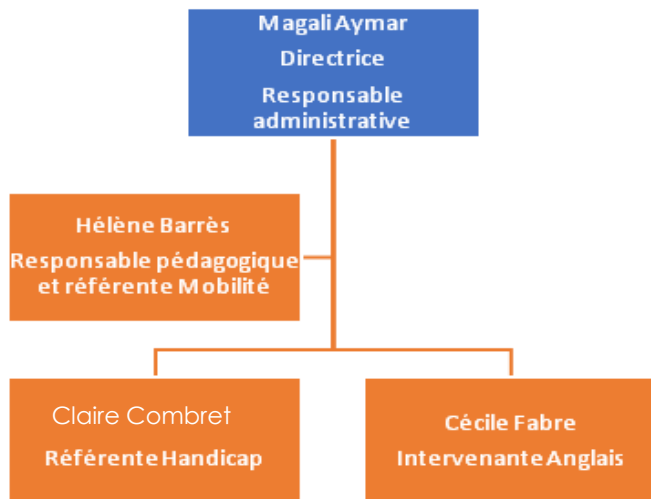 Magali Aymar
Directrice
Responsable
administrative
Hélène Barrès
Responsable pédagogique
et référente Mobilité
Claire Combret
Référente Handicap
Cécile Fabre
Intervenante Anglais